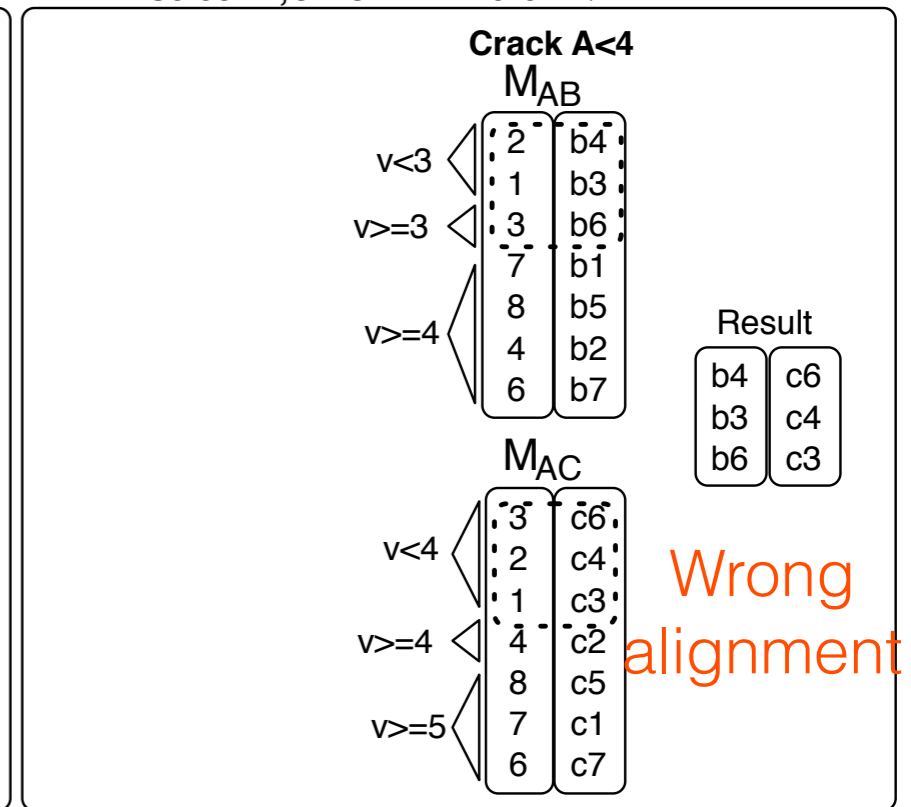 Crack A<4
MAB
v<3
v>=3
v>=4
2 b4
1 b3
3 b6
7 b1
8 b5
4 b2
6 b7
Result
b4 c6
b3 c4
b6 c3
MAC
v<4
v>=4
v>=5
3 c6
2 c4
1 c3
4 c2
8 c5
7 c1
6 c7
Wrong
alignment